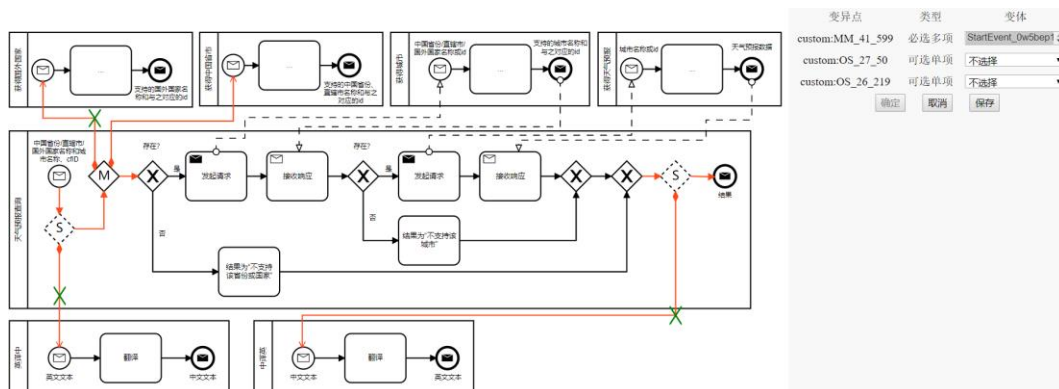 变异点 类型 变体
custom:MM_41_599 必选多项 StartEvent_0w5bep1
custom:OS_27_50 可选单项 不选择
custom:OS_26_219 可选单项 不选择
确定 取消 保存
获得国外国家
...
支持的国外国家名
称和与之对应的id
获得中国城市
...
支持的中国省份、
直辖市名称和与之
对应的id
获得城市
中国省份/直辖市/
国外国家名称或id
...
支持的城市名称和
与之对应的id
获得天气预报
城市名称或id
...
天气预报数据
天气预报查询
中国省份/直辖市/
国外国家名称和城
市名称、cflD
S
M
存在?
X
是
否
发起请求
接收响应
存在?
X
是
否
发起请求
接收响应
X
X
S
结果
结果为“不支持该
城市”
结果为“不支持
该省份或国家”
英译中
英文文本
翻译
中文文本
中译英
中文文本
翻译
英文文本